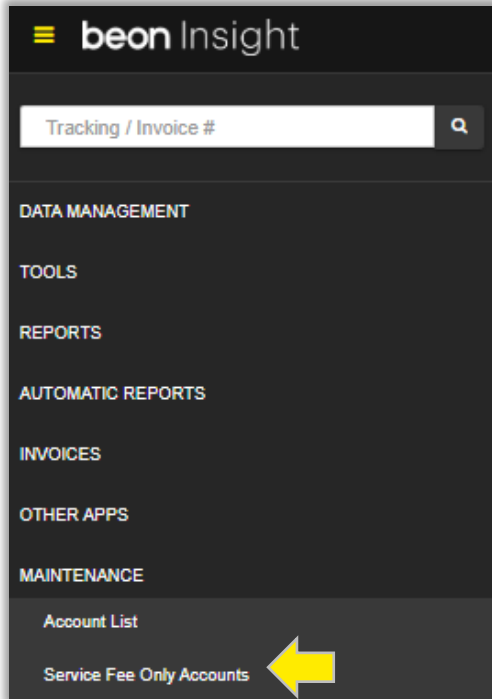 beon Insight
Tracking / Invoice #
DATA MANAGEMENT
TOOLS
REPORTS
AUTOMATIC REPORTS
INVOICES
OTHER APPS
MAINTENANCE
Account List
Service Fee Only Accounts